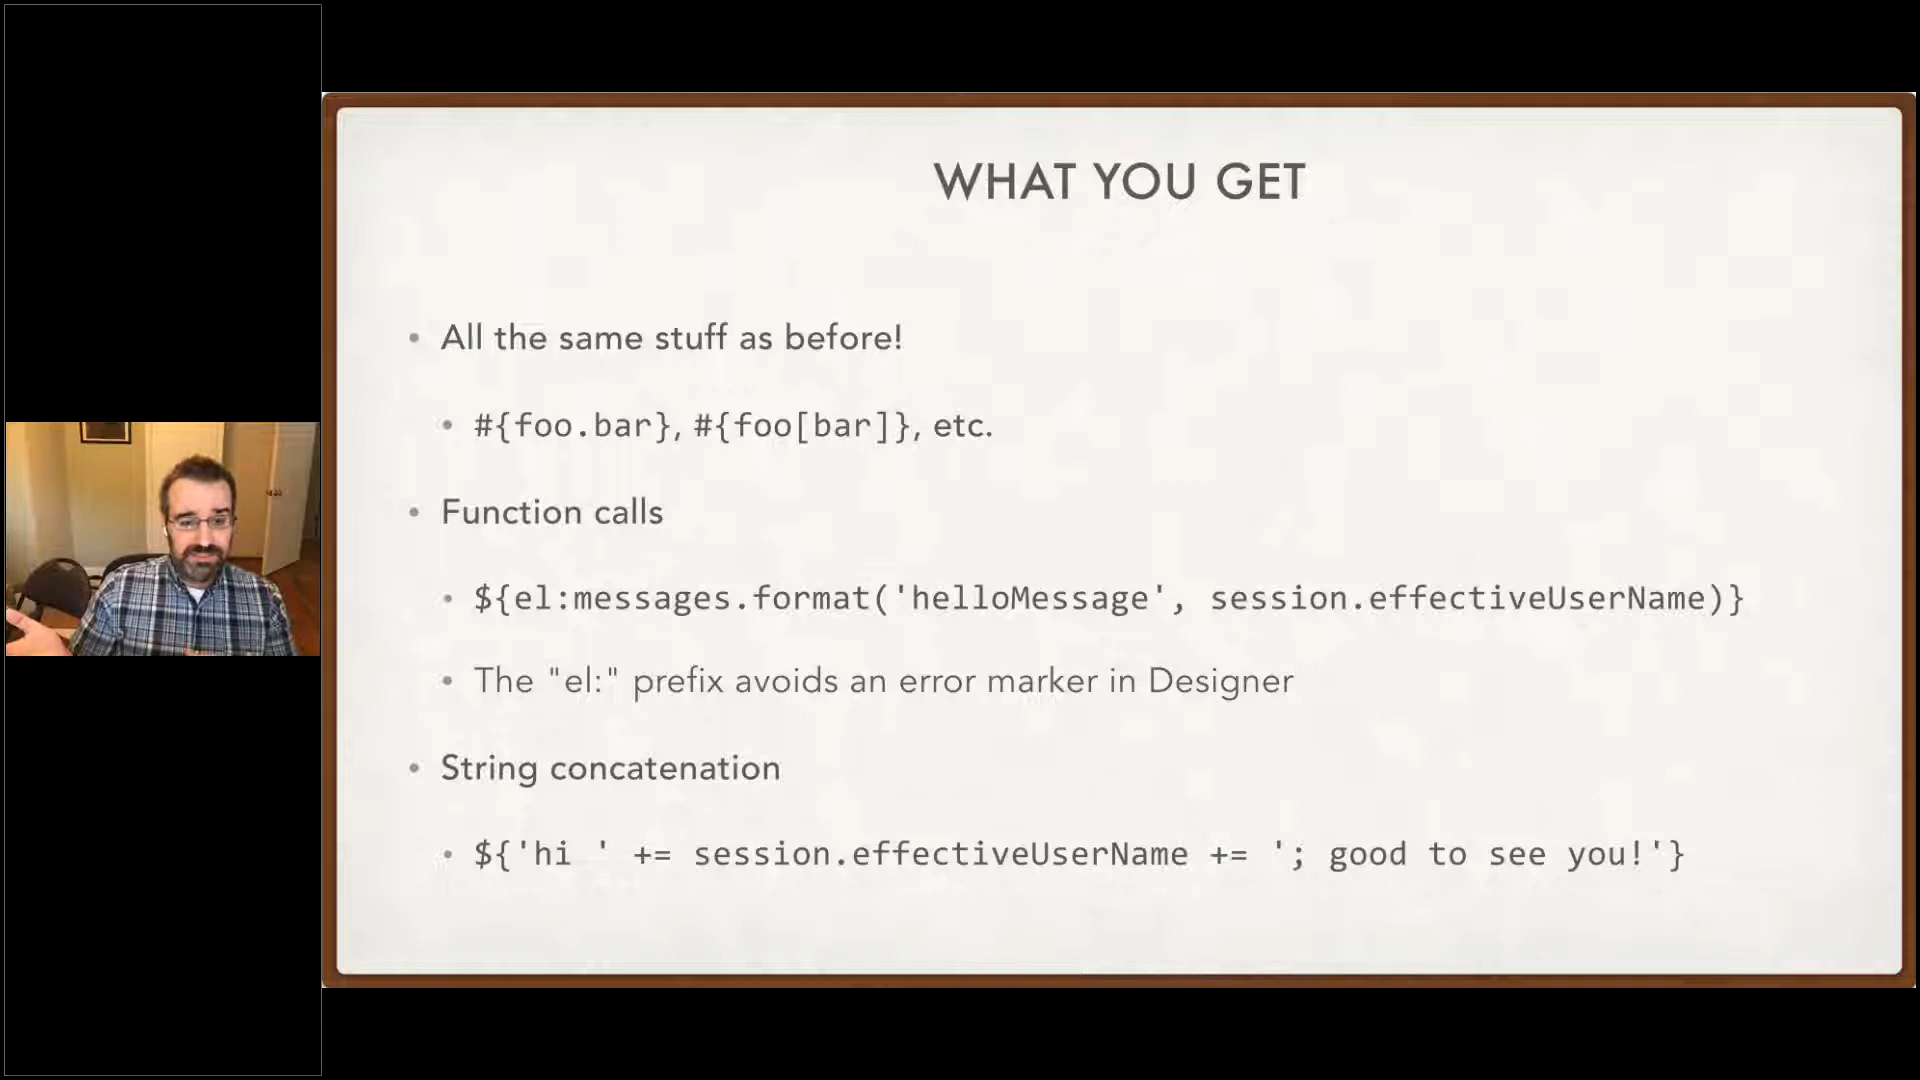 WHAT YOU GET
• All the same stuff as before!
• #{foo.bar}, #{foo[bar]}, etc.
• Function calls
• ${el:messages.format('helloMessage', session.effectiveUserName)}
• The "el:" prefix avoids an error marker in Designer
• String concatenation
• ${'hi ' += session.effectiveUserName += '; good to see you!'}